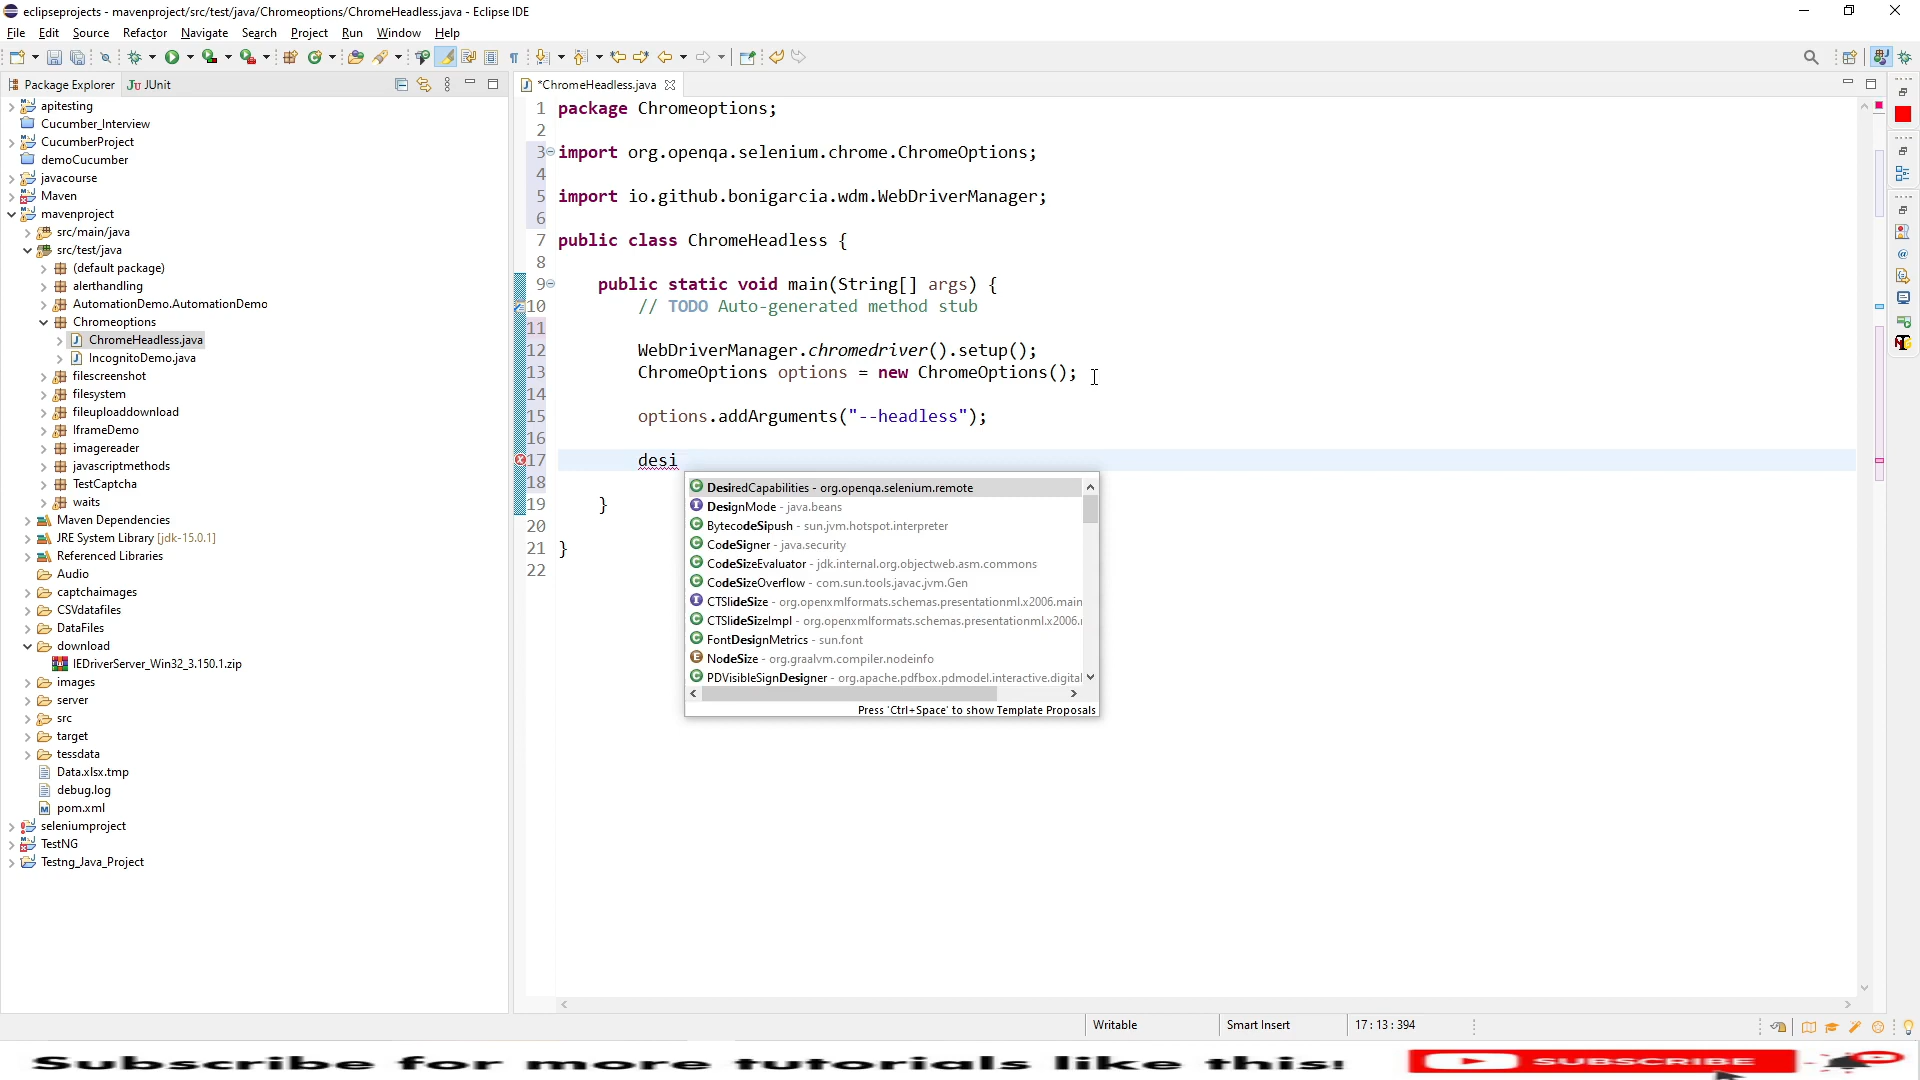 eclipseprojects - mavenproject/src/test/java/Chromeoptions/ChromeHeadless.java - Eclipse IDE
File Edit Source Refactor Navigate Search Project Run Window Help
Package Explorer JUnit
*ChromeHeadless.java
apitesting
Cucumber_Interview
CucumberProject
demoCucumber
javacourse
Maven
mavenproject
src/main/java
src/test/java
(default package)
alerthandling
AutomationDemo.AutomationDemo
Chromeoptions
ChromeHeadless.java
IncognitoDemo.java
filescreenshot
filesystem
fileuploaddownload
IframeDemo
imagereader
javascriptmethods
TestCaptcha
waits
Maven Dependencies
JRE System Library [jdk-15.0.1]
Referenced Libraries
Audio
captchaimages
CSVdatafiles
DataFiles
download
IEDriverServer_Win32_3.150.1.zip
images
server
src
target
tessdata
Data.xlsx.tmp
debug.log
pom.xml
seleniumproject
TestNG
Testng_Java_Project
1 package Chromeoptions;
2
3 import org.openqa.selenium.chrome.ChromeOptions;
4
5 import io.github.bonigarcia.wdm.WebDriverManager;
6
7 public class ChromeHeadless {
8
9 public static void main(String[] args) {
10 // TODO Auto-generated method stub
11
12 WebDriverManager.chromedriver().setup();
13 ChromeOptions options = new ChromeOptions();
14
15 options.addArguments("--headless");
16
17 desi
18
19 }
20
21 }
22
DesiredCapabilities - org.openqa.selenium.remote
DesignMode - java.beans
BytecodeSipush - sun.jvm.hotspot.interpreter
CodeSigner - java.security
CodeSizeEvaluator - jdk.internal.org.objectweb.asm.commons
CodeSizeOverflow - com.sun.tools.javac.jvm.Gen
CTSlideSize - org.openxmlformats.schemas.presentationml.x2006.main
CTSlideSizeImpl - org.openxmlformats.schemas.presentationml.x2006.
FontDesignMetrics - sun.font
NodeSize - org.graalvm.compiler.nodeinfo
PDVisibleSignDesigner - org.apache.pdfbox.pdmodel.interactive.digital
Press 'Ctrl+Space' to show Template Proposals
Writable Smart Insert 17 : 13 : 394
Subscribe for more tutorials like this! SUBSCRIBE